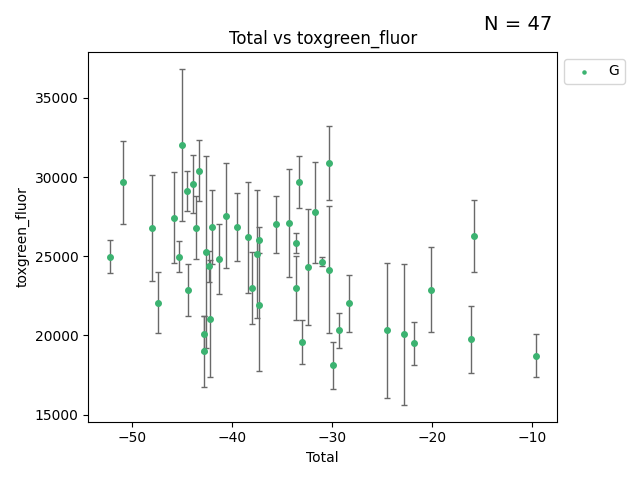 N = 47
Total vs toxgreen_fluor
G
35000
30000
25000
20000
15000
toxgreen_fluor
−50
−40
−30
−20
−10
Total